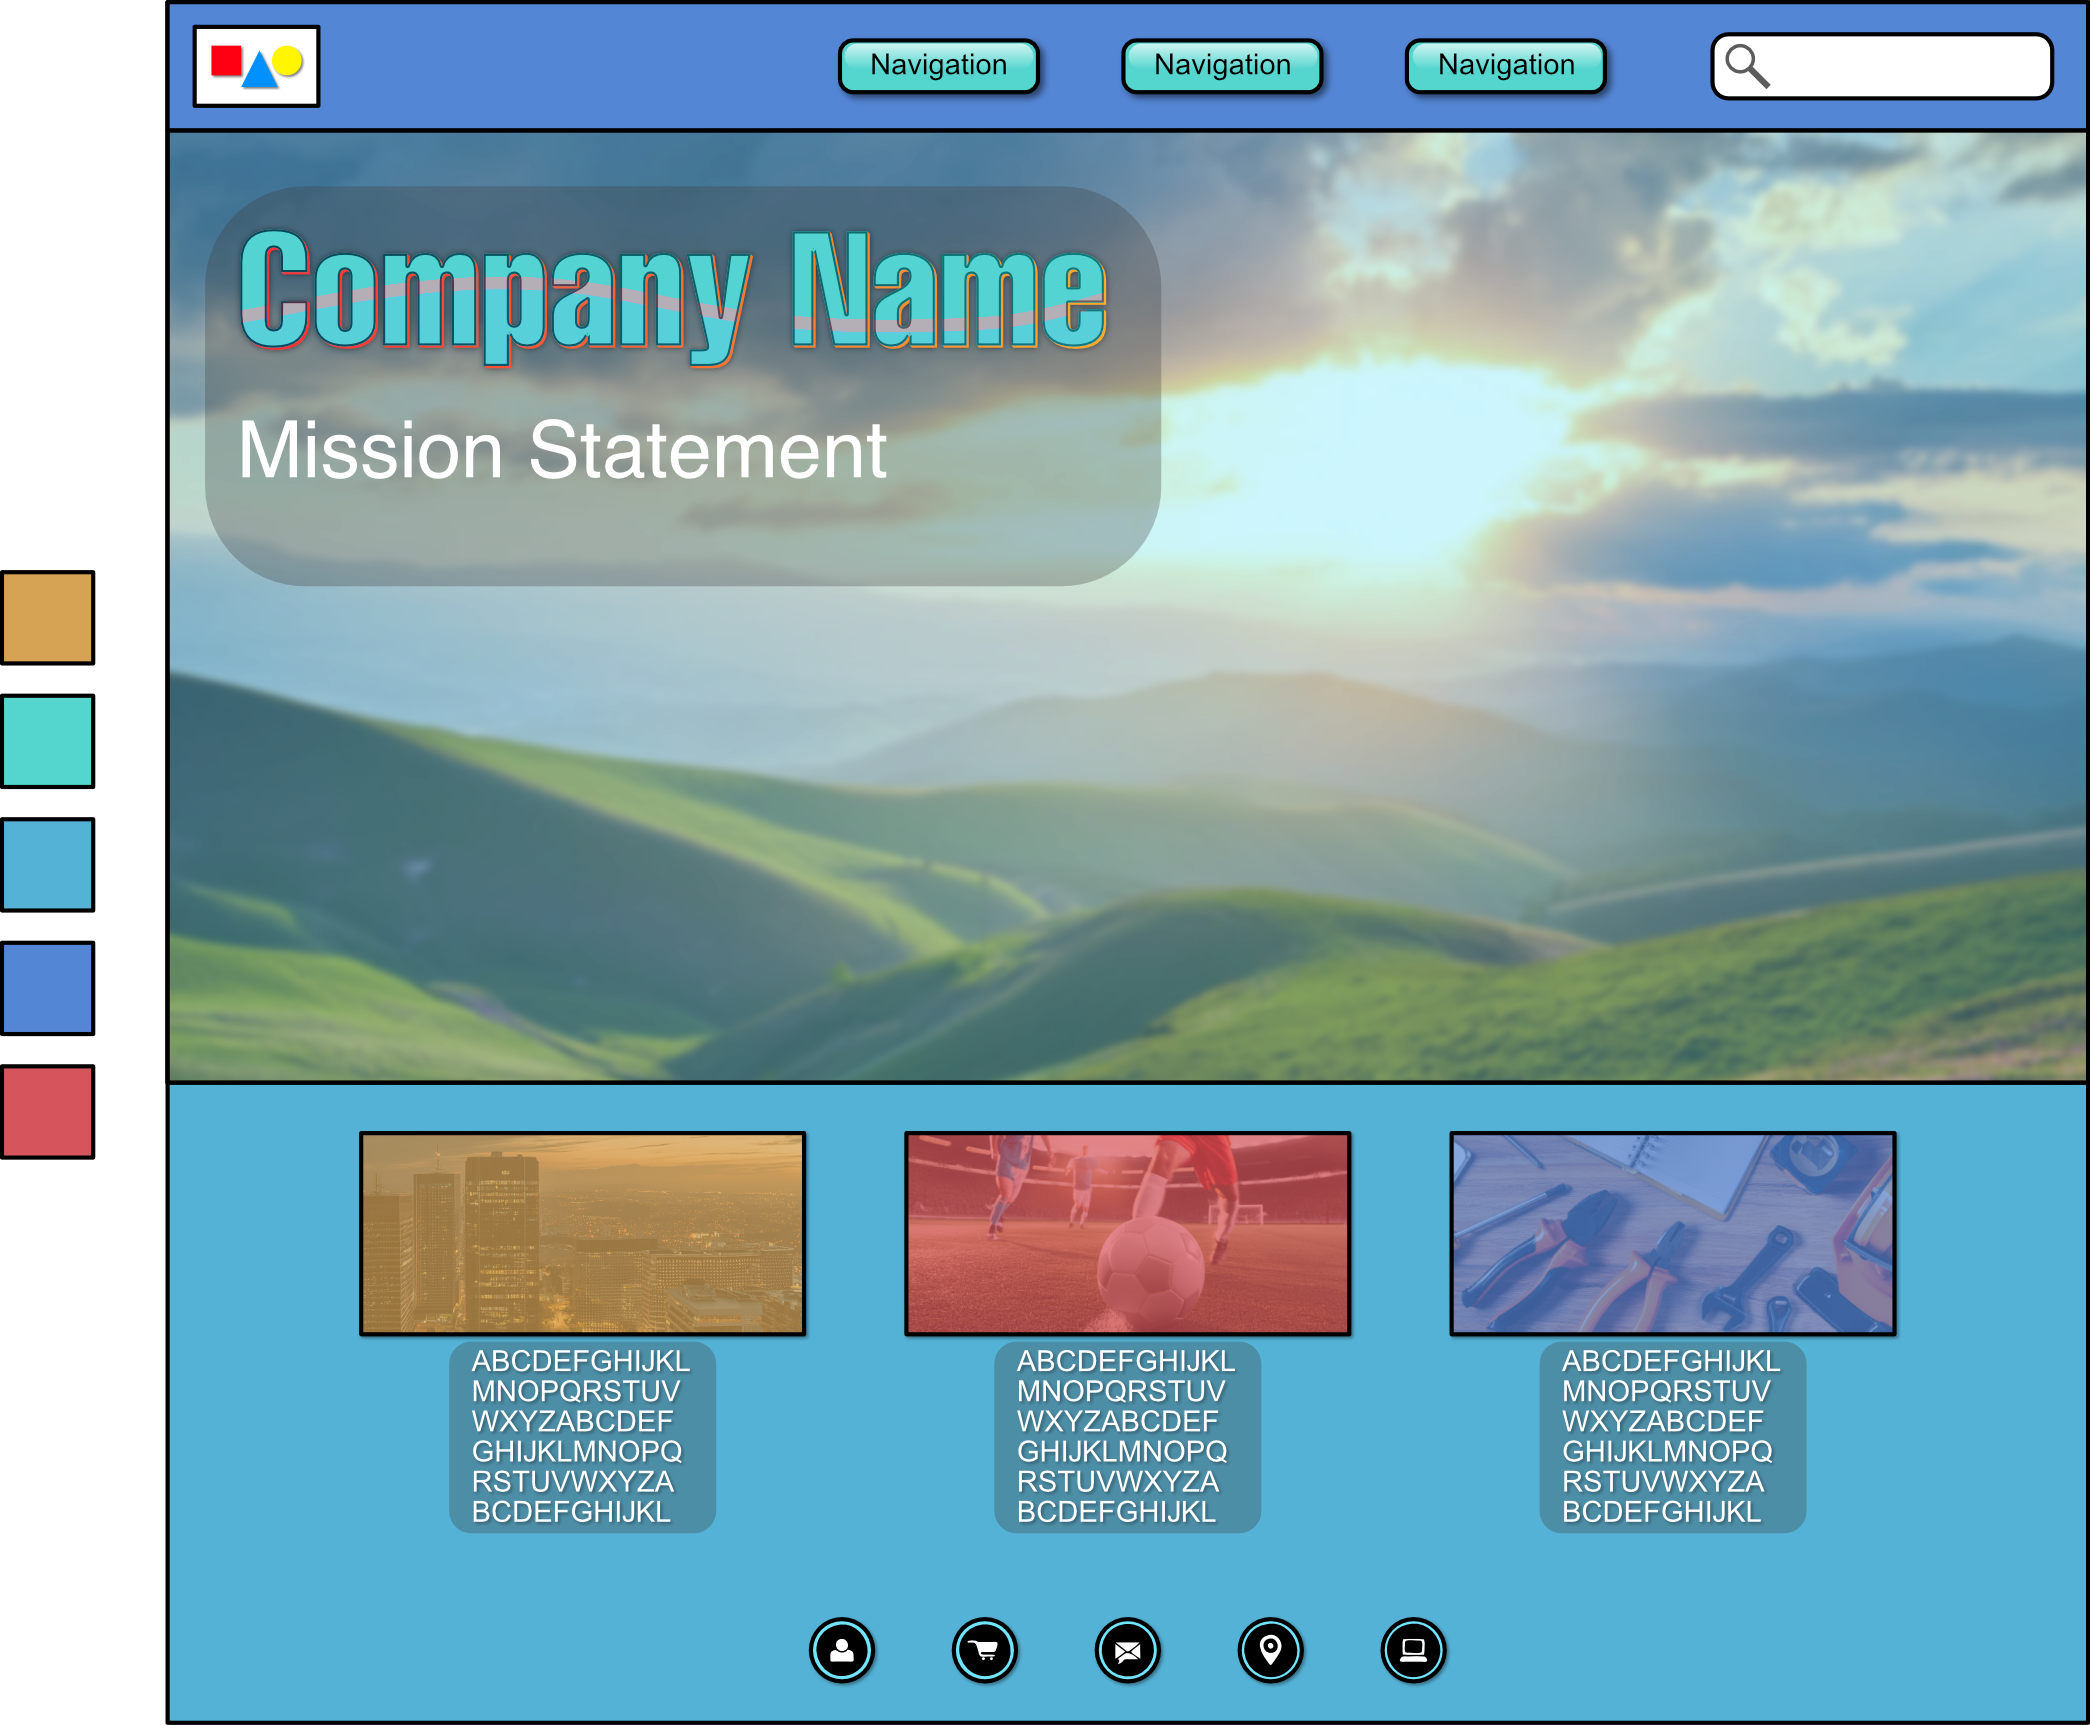 Navigation
Navigation
Navigation
Company Name
Mission Statement
ABCDEFGHIJKL
MNOPQRSTUV
WXYZABCDEF
GHIJKLMNOPQ
RSTUVWXYZA
BCDEFGHIJKL
ABCDEFGHIJKL
MNOPQRSTUV
WXYZABCDEF
GHIJKLMNOPQ
RSTUVWXYZA
BCDEFGHIJKL
ABCDEFGHIJKL
MNOPQRSTUV
WXYZABCDEF
GHIJKLMNOPQ
RSTUVWXYZA
BCDEFGHIJKL